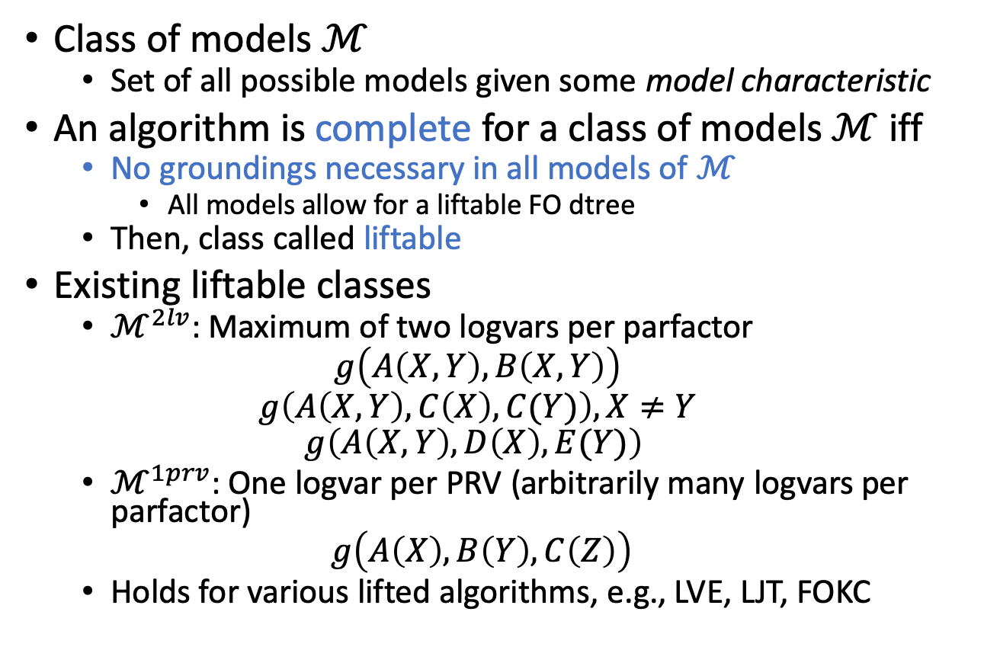 • Class of models ℳ
• Set of all possible models given some model characteristic
• An algorithm is complete for a class of models ℳ iff
• No groundings necessary in all models of ℳ
• All models allow for a liftable FO dtree
• Then, class called liftable
• Existing liftable classes
• ℳ²ˡᵛ: Maximum of two logvars per parfactor
g(A(X, Y), B(X, Y))
g(A(X, Y), C(X), C(Y)), X ≠ Y
g(A(X, Y), D(X), E(Y))
• ℳ¹ᵖʳᵛ: One logvar per PRV (arbitrarily many logvars per
parfactor)
g(A(X), B(Y), C(Z))
• Holds for various lifted algorithms, e.g., LVE, LJT, FOKC